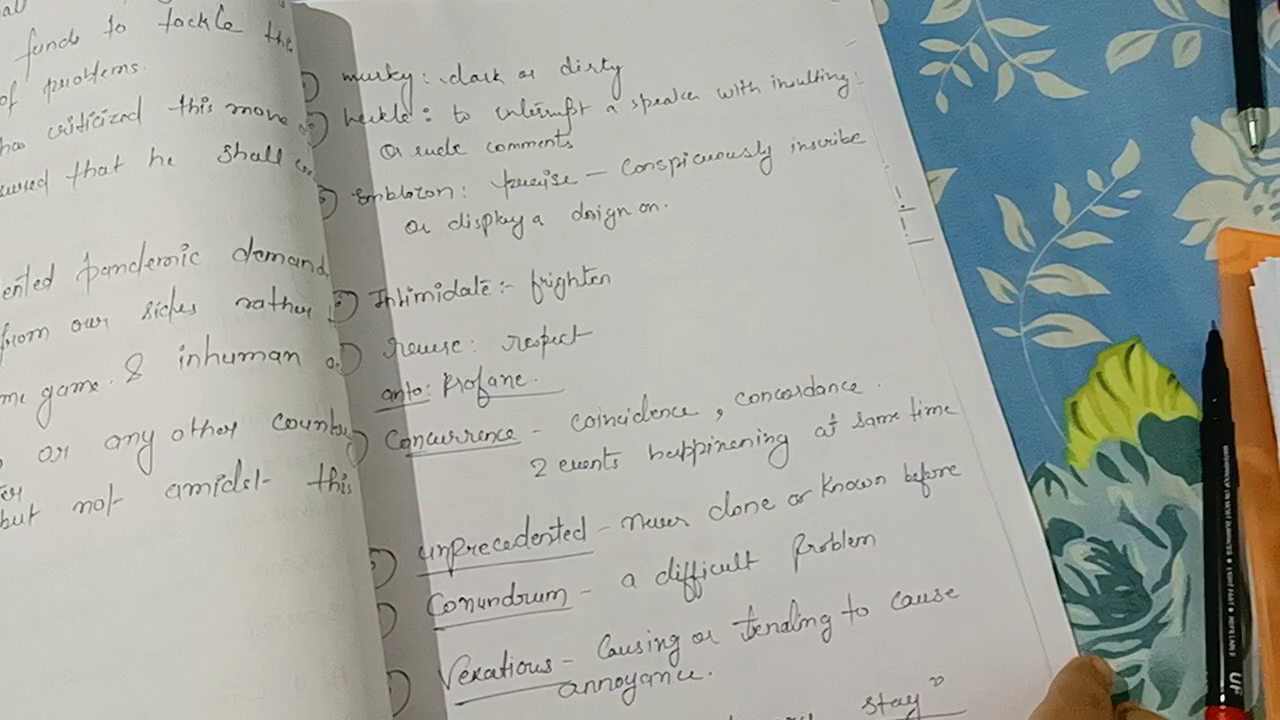 funds to tackle the
of problems.
has criticized this move
that he shall
pandemic demand
from our sides rather
me game. & inhuman
or any other country
but not amidst this
murky: dark or dirty
heckle: to interrupt a speaker with insulting
or rude comments
Emblazon: precise - conspicuously inscribe
or display a design on.
Intimidate:- frighten
revere: respect
anto: Profane.
Concurrence - coincidence, concordance.
2 events happinening at same time
unprecedented - never done or known before
Conundrum - a difficult problem
Vexatious - Causing or tending to cause
annoyance.
stay"